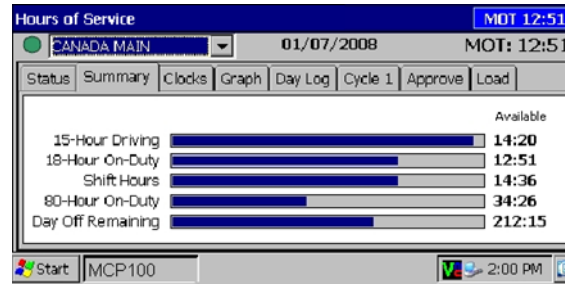 Hours of Service MOT 12:51
CANADA MAIN 01/07/2008 MOT: 12:51
Status Summary Clocks Graph Day Log Cycle 1 Approve Load
Available
15-Hour Driving 14:20
18-Hour On-Duty 12:51
Shift Hours 14:36
80-Hour On-Duty 34:26
Day Off Remaining 212:15
Start MCP100 2:00 PM